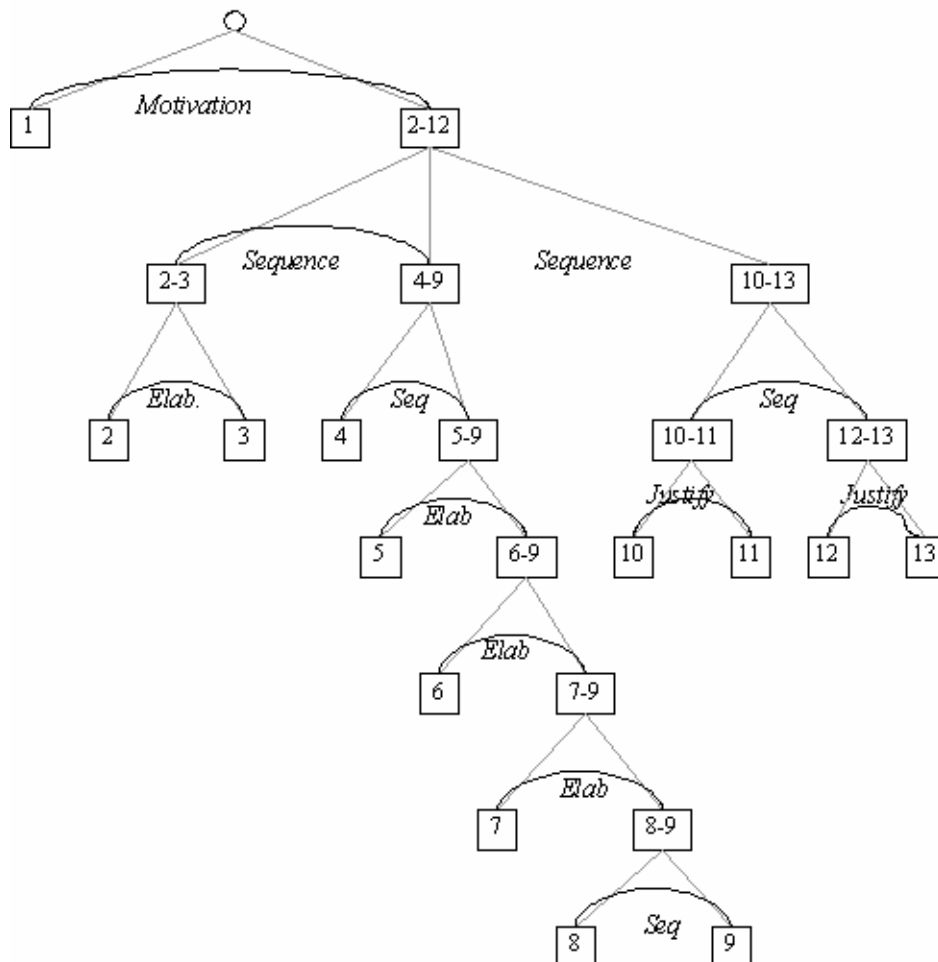 Motivation
1 2-12
Sequence Sequence
2-3 4-9 10-13
Elab. Seq Seq
2 3 4 5-9 10-11 12-13
Elab Justify Justify
5 6-9 10 11 12 13
Elab
6 7-9
Elab
7 8-9
Seq
8 9